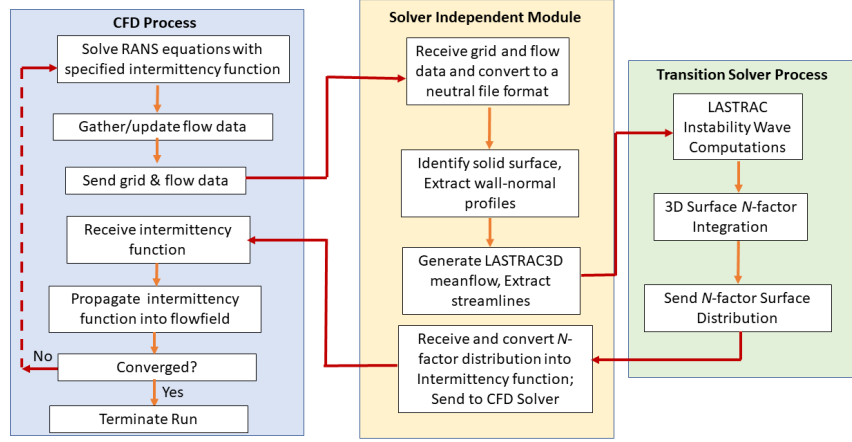 CFD Process
Solve RANS equations with
specified intermittency function
Gather/update flow data
Send grid & flow data
Receive intermittency
function
Propagate intermittency
function into flowfield
Converged?
No
Yes
Terminate Run
Solver Independent Module
Receive grid and flow
data and convert to a
neutral file format
Identify solid surface,
Extract wall-normal
profiles
Generate LASTRAC3D
meanflow, Extract
streamlines
Receive and convert N-
factor distribution into
Intermittency function;
Send to CFD Solver
Transition Solver Process
LASTRAC
Instability Wave
Computations
3D Surface N-factor
Integration
Send N-factor Surface
Distribution